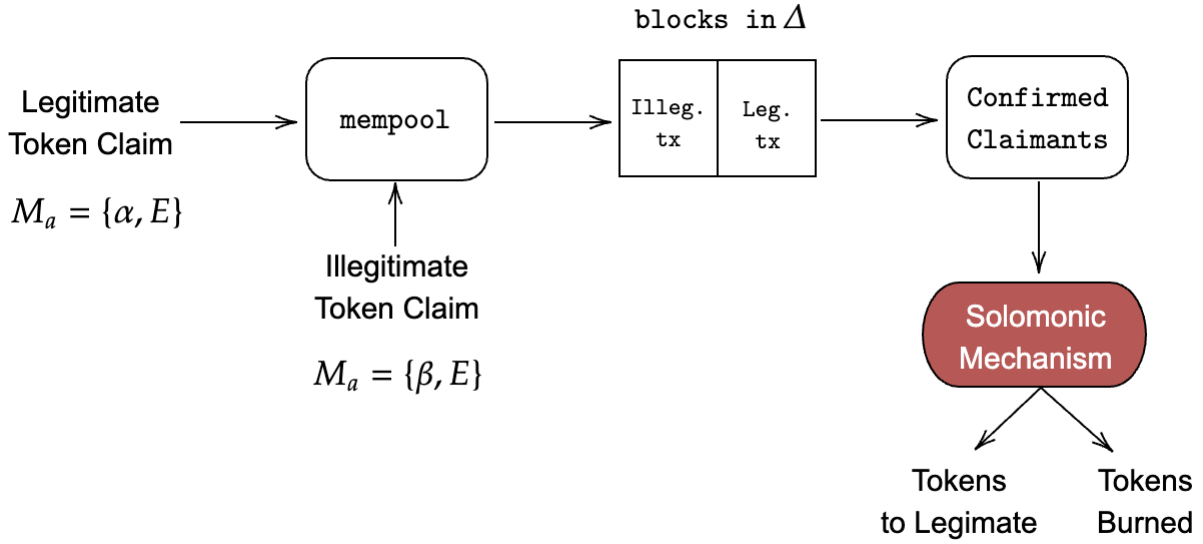 blocks in Δ
Legitimate
Token Claim
M_a = {α, E}
mempool
Illegitimate
Token Claim
M_a = {β, E}
Illeg.
tx
Leg.
tx
Confirmed
Claimants
Solomonic
Mechanism
Tokens
to Legimate
Tokens
Burned